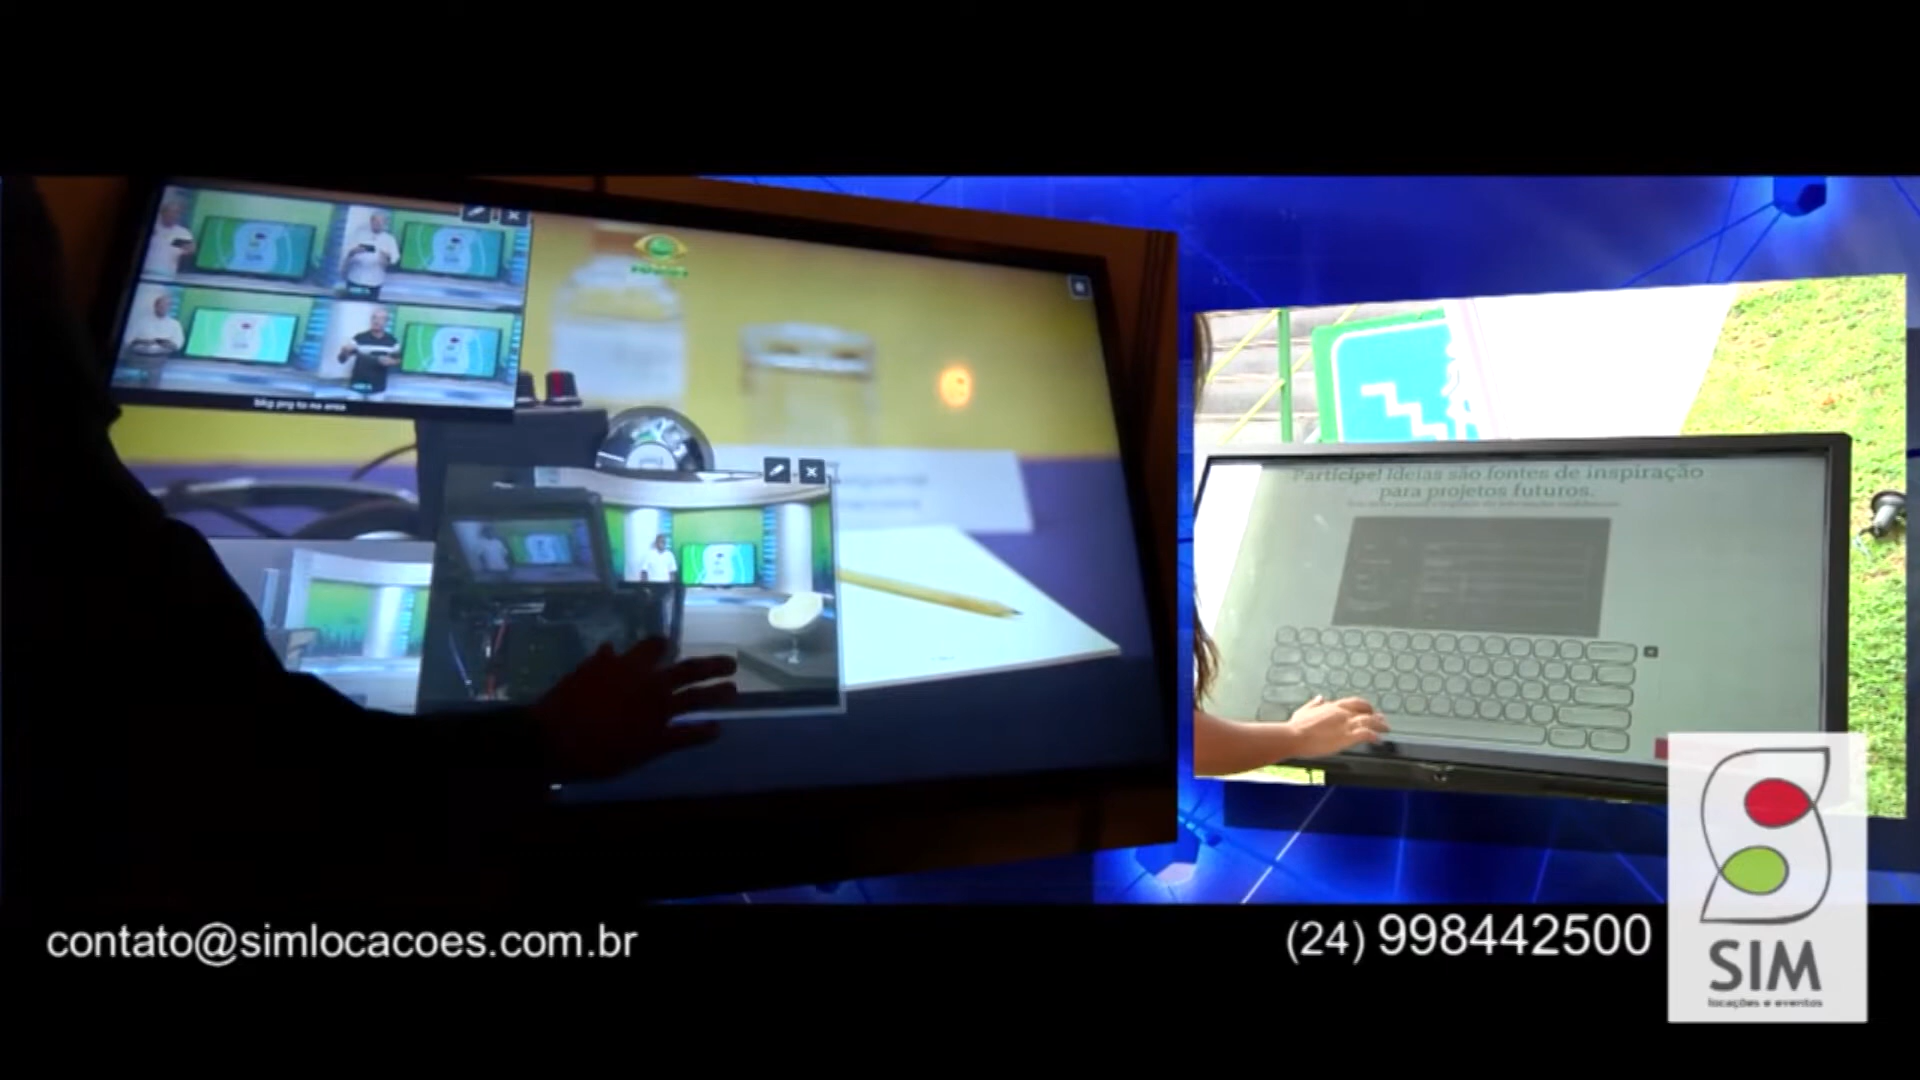 Participe! Ideias são fontes de inspiração
para projetos futuros.
contato@simlocacoes.com.br
(24) 998442500
SIM
locações e eventos